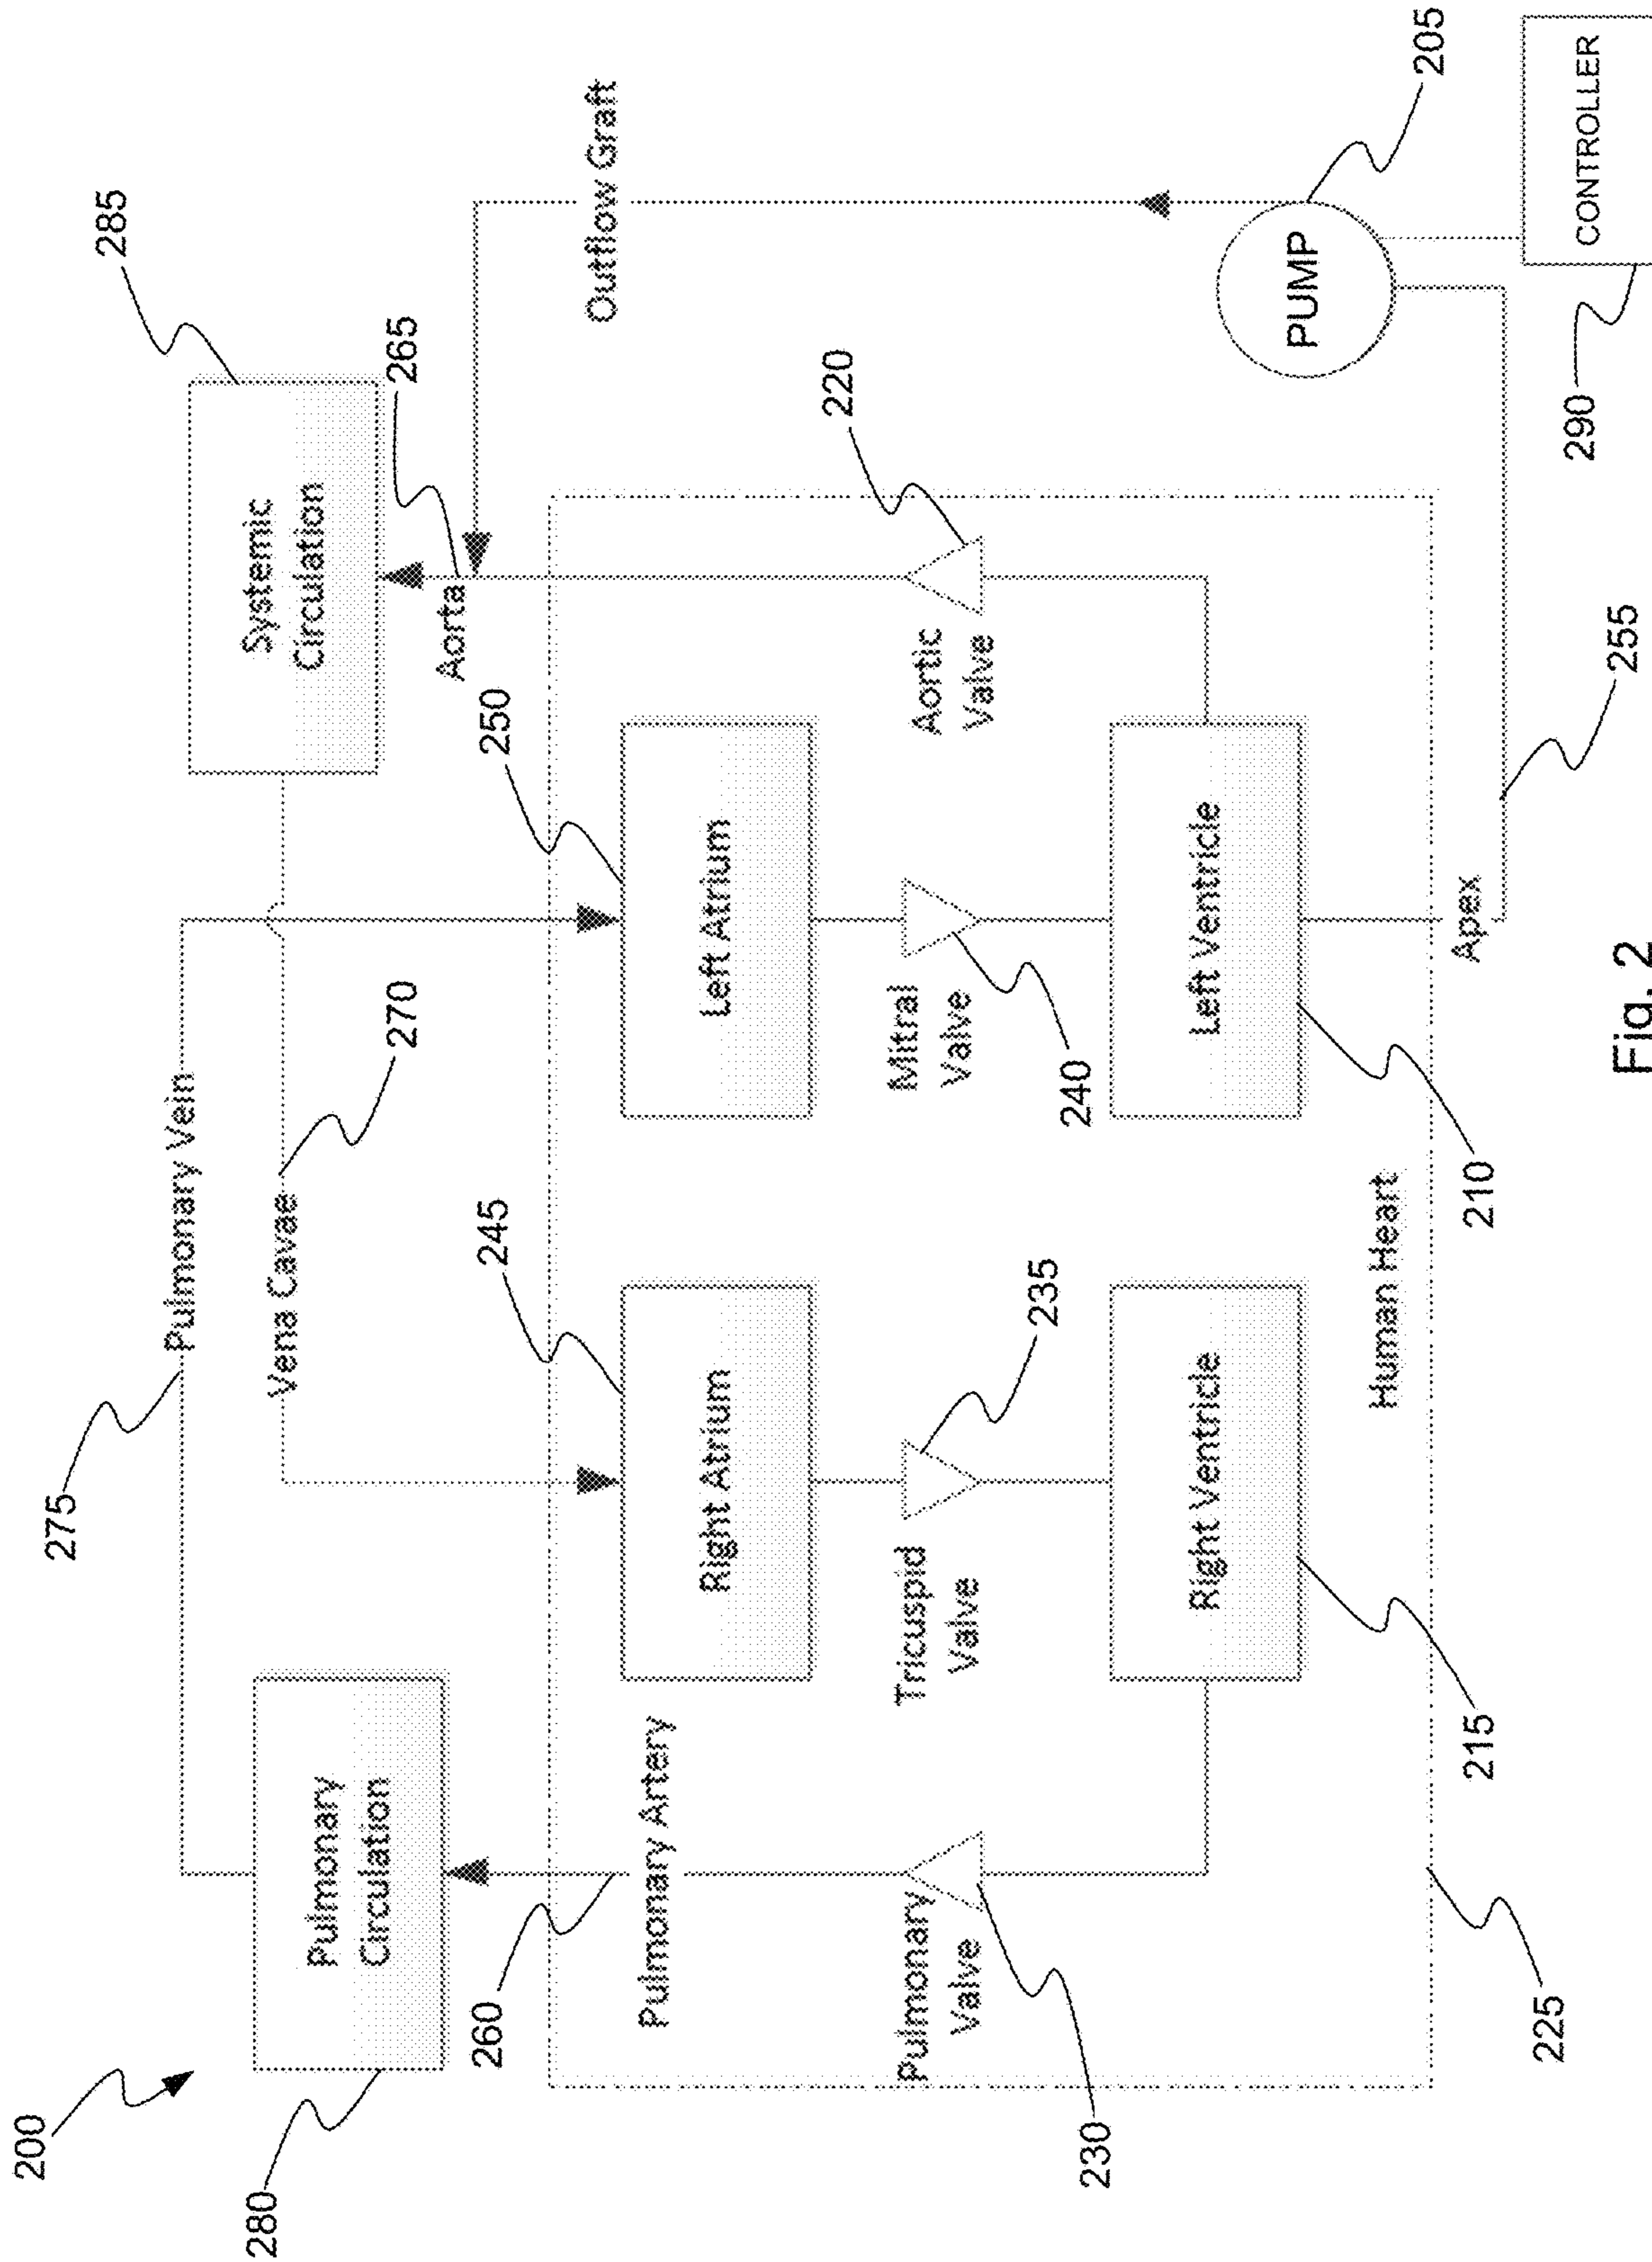 200
275
Pulmonary Vein
285
Systemic
Circulation
280
Pulmonary
Circulation
Vena Cavae
270
265
Aorta
260
245
250
Outflow Graft
Pulmonary Artery
Right Atrium
Left Atrium
220
Pulmonary
Valve
Tricuspid
Valve
Mitral
Valve
Aortic
Valve
230
235
240
Right Ventricle
Left Ventricle
PUMP
205
Human Heart
Apex
215
210
225
255
290
CONTROLLER
Fig. 2